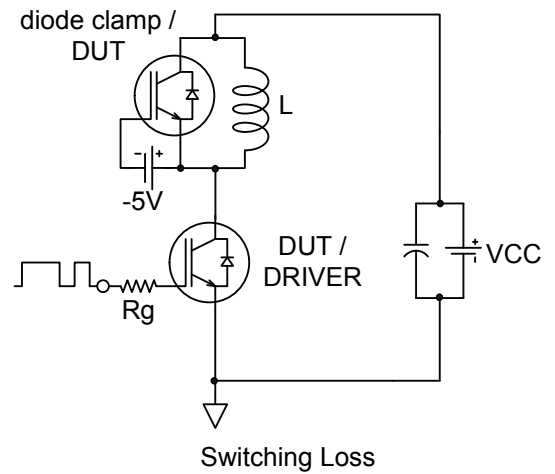 diode clamp /
DUT
L
- +
-5V
DUT /
DRIVER
Rg
+
VCC
Switching Loss